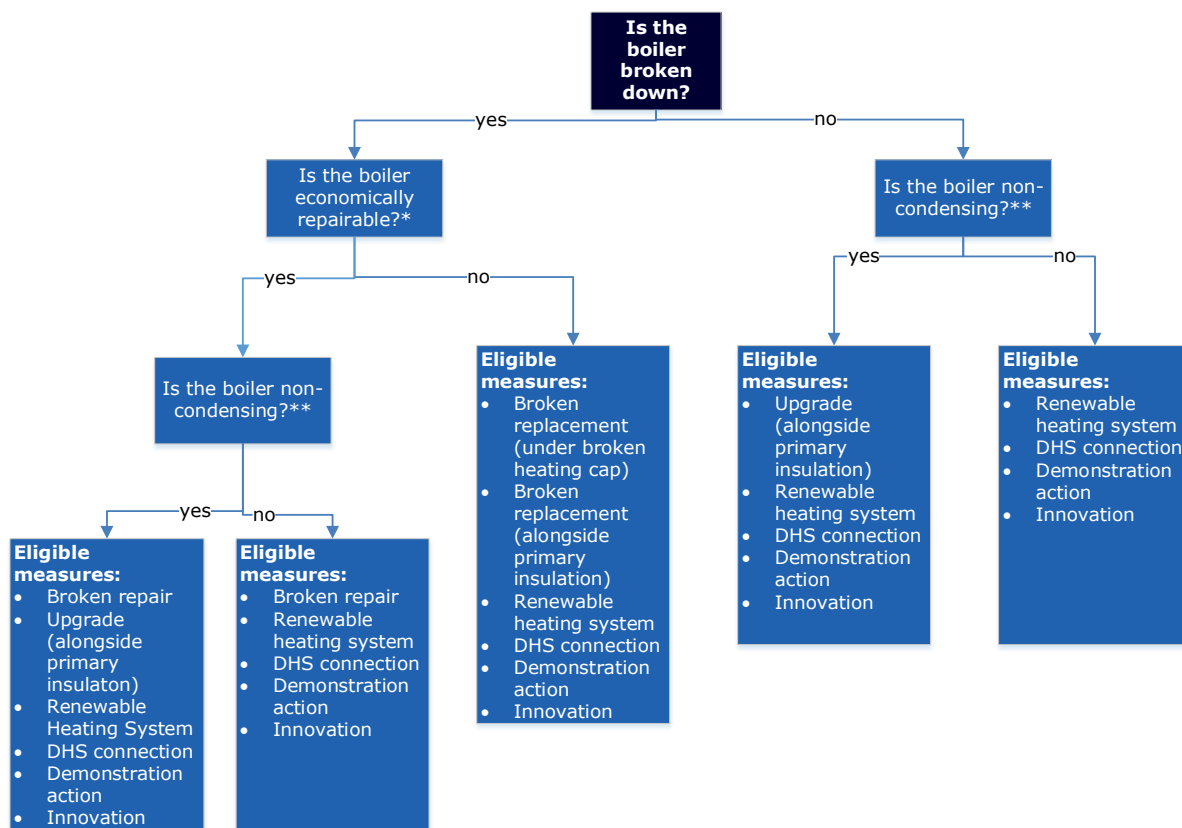 Is the
boiler
broken
down?
yes
no
Is the boiler
economically
repairable?*
Is the boiler non-
condensing?**
yes
no
yes
no
Is the boiler non-
condensing?**
Eligible
measures:
• Broken
replacement
(under broken
heating cap)
• Broken
replacement
(alongside
primary
insulation)
• Renewable
heating system
• DHS connection
• Demonstration
action
• Innovation
Eligible
measures:
• Upgrade
(alongside
primary
insulation)
• Renewable
heating system
• DHS connection
• Demonstration
action
• Innovation
Eligible
measures:
• Renewable
heating system
• DHS connection
• Demonstration
action
• Innovation
yes
no
Eligible
measures:
• Broken repair
• Upgrade
(alongside
primary
insulaton)
• Renewable
Heating System
• DHS connection
• Demonstration
action
• Innovation
Eligible
measures:
• Broken repair
• Renewable
heating system
• DHS connection
• Demonstration
action
• Innovation